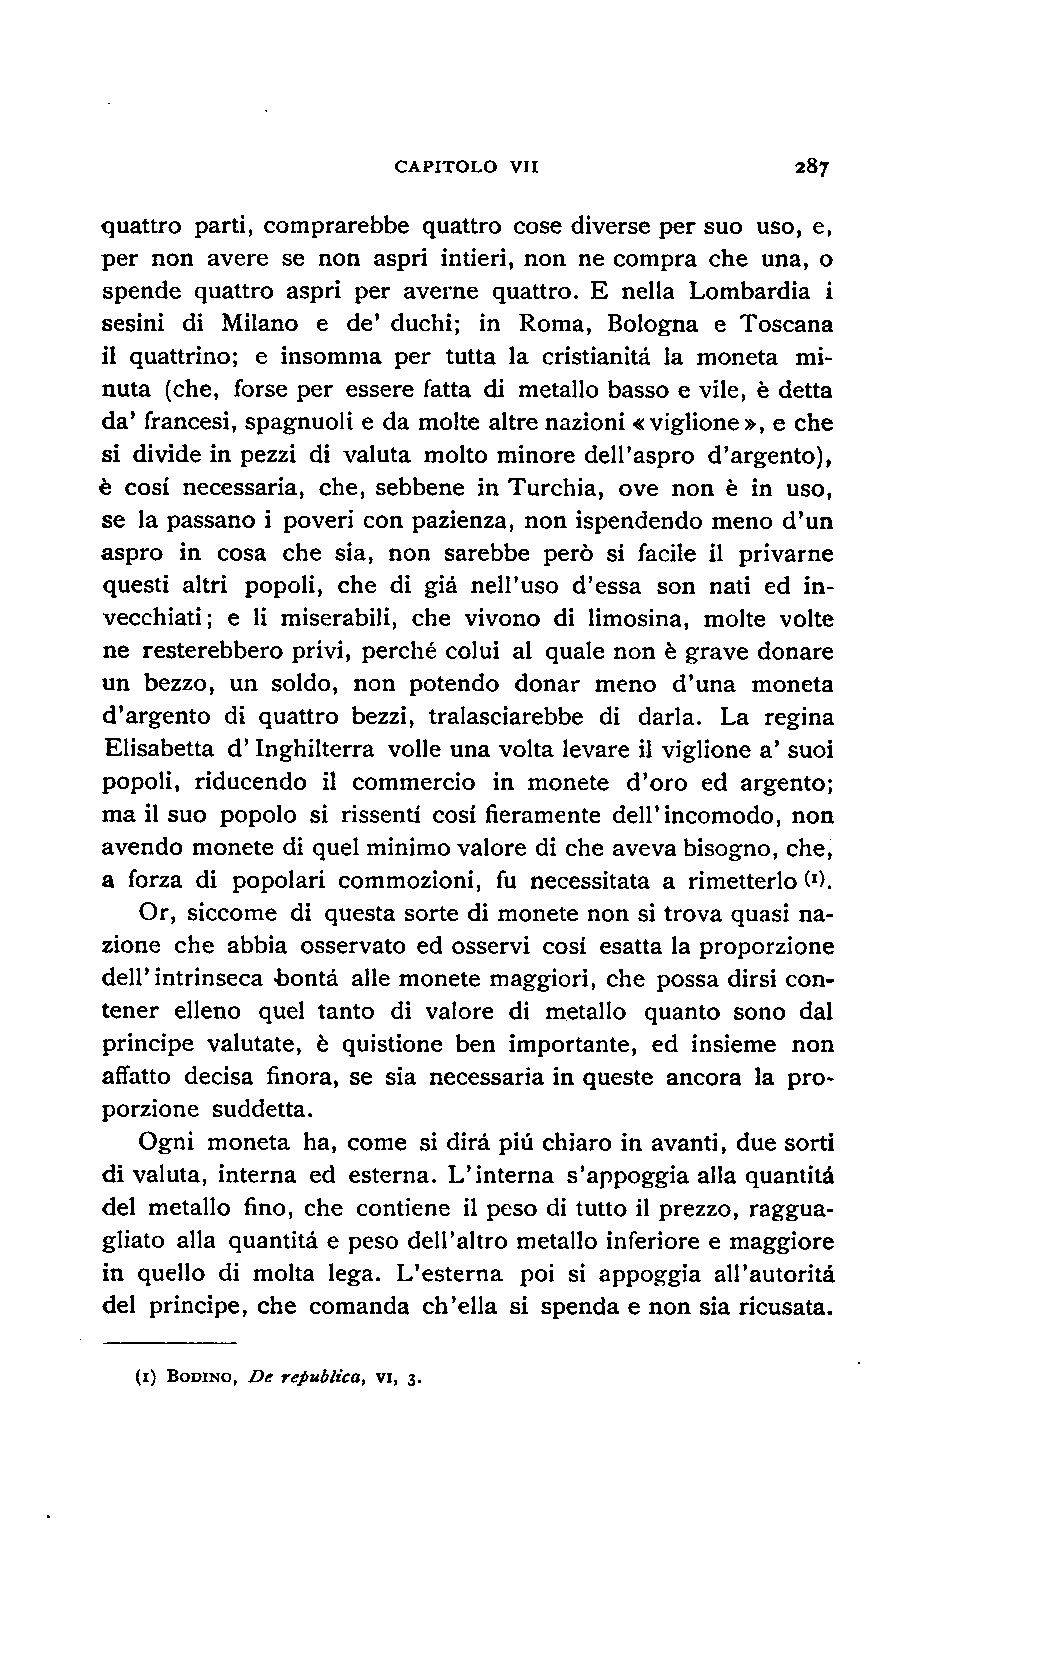 CAPITOLO VII 287
quattro parti, comprarebbe quattro cose diverse per suo uso, e,
per non avere se non aspri intieri, non ne compra che una, o
spende quattro aspri per averne quattro. E nella Lombardia i
sesini di Milano e de' duchi; in Roma, Bologna e Toscana
il quattrino; e insomma per tutta la cristianitá la moneta mi-
nuta (che, forse per essere fatta di metallo basso e vile, è detta
da' francesi, spagnuoli e da molte altre nazioni «viglione», e che
si divide in pezzi di valuta molto minore dell'aspro d'argento),
è cosí necessaria, che, sebbene in Turchia, ove non è in uso,
se la passano i poveri con pazienza, non ispendendo meno d'un
aspro in cosa che sia, non sarebbe però si facile il privarne
questi altri popoli, che di giá nell'uso d'essa son nati ed in-
vecchiati; e li miserabili, che vivono di limosina, molte volte
ne resterebbero privi, perché colui al quale non è grave donare
un bezzo, un soldo, non potendo donar meno d'una moneta
d'argento di quattro bezzi, tralasciarebbe di darla. La regina
Elisabetta d'Inghilterra volle una volta levare il viglione a' suoi
popoli, riducendo il commercio in monete d'oro ed argento;
ma il suo popolo si rissentí cosí fieramente dell'incomodo, non
avendo monete di quel minimo valore di che aveva bisogno, che,
a forza di popolari commozioni, fu necessitata a rimetterlo (1).
Or, siccome di questa sorte di monete non si trova quasi na-
zione che abbia osservato ed osservi cosí esatta la proporzione
dell'intrinseca bontá alle monete maggiori, che possa dirsi con-
tener elleno quel tanto di valore di metallo quanto sono dal
principe valutate, è quistione ben importante, ed insieme non
affatto decisa finora, se sia necessaria in queste ancora la pro-
porzione suddetta.
Ogni moneta ha, come si dirá piú chiaro in avanti, due sorti
di valuta, interna ed esterna. L'interna s'appoggia alla quantitá
del metallo fino, che contiene il peso di tutto il prezzo, raggua-
gliato alla quantitá e peso dell'altro metallo inferiore e maggiore
in quello di molta lega. L'esterna poi si appoggia all'autoritá
del principe, che comanda ch'ella si spenda e non sia ricusata.
(1) BODINO, De republica, VI, 3.